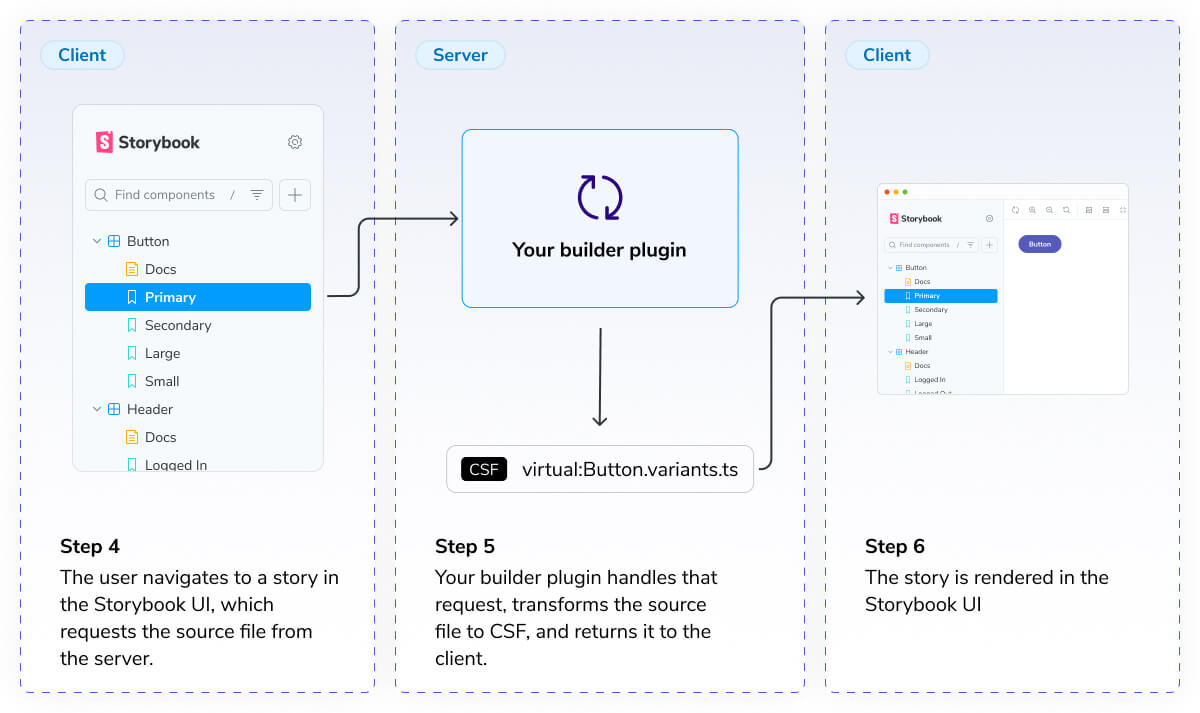 Client
Storybook
Find components /
Button
Docs
Primary
Secondary
Large
Small
Header
Docs
Logged In
Step 4
The user navigates to a story in
the Storybook UI, which
requests the source file from
the server.
Server
Your builder plugin
CSF virtual:Button.variants.ts
Step 5
Your builder plugin handles that
request, transforms the source
file to CSF, and returns it to the
client.
Client
Storybook
Find components /
Button
Docs
Primary
Secondary
Large
Small
Header
Docs
Logged In
Logged Out
Button
Step 6
The story is rendered in the
Storybook UI